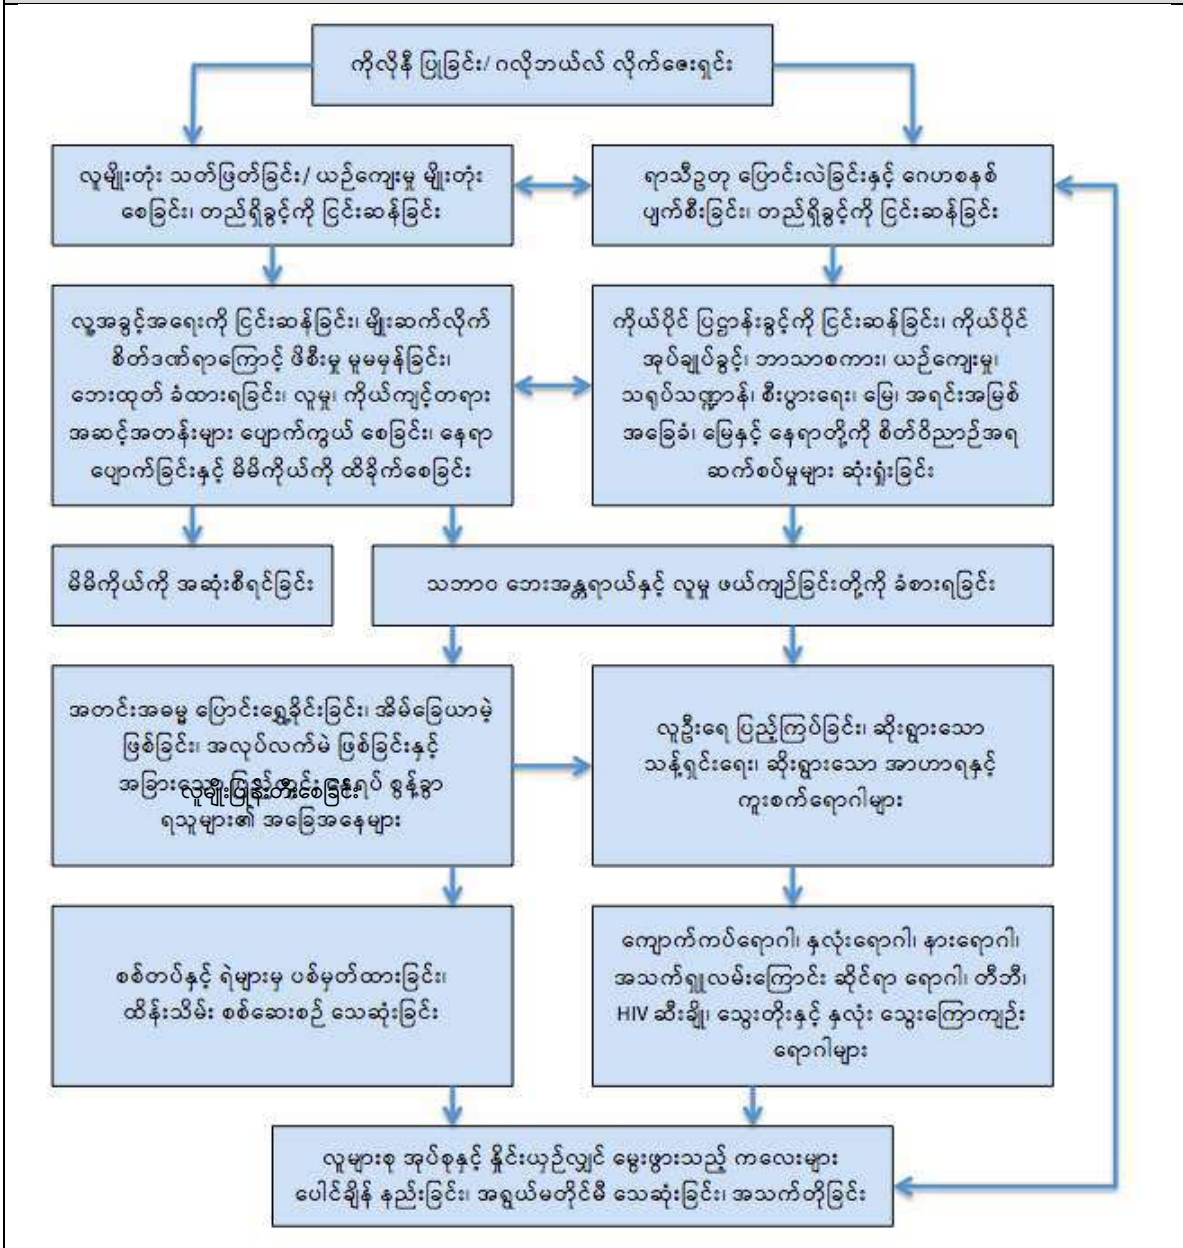 ကိုလိုနီ ပြုခြင်း/ ဂလိုဘယ်လ် လိုက်ဇေးရှင်း
လူမျိုးတုံး သတ်ဖြတ်ခြင်း/ ယဉ်ကျေးမှု မျိုးတုံး
စေခြင်း၊ တည်ရှိခွင့်ကို ငြင်းဆန်ခြင်း
ရာသီဥတု ပြောင်းလဲခြင်းနှင့် ဂေဟစနစ်
ပျက်စီးခြင်း၊ တည်ရှိခွင့်ကို ငြင်းဆန်ခြင်း
လူ့အခွင့်အရေးကို ငြင်းဆန်ခြင်း၊ မျိုးဆက်လိုက်
စိတ်ဒဏ်ရာကြောင့် ဖိစီးမှု မူမမှန်ခြင်း၊
ဘေးထုတ် ခံထားရခြင်း၊ လူမှု၊ ကိုယ်ကျင့်တရား
အဆင့်အတန်းများ ပျောက်ကွယ် စေခြင်း၊ နေရာ
ပျောက်ခြင်းနှင့် မိမိကိုယ်ကို ထိခိုက်စေခြင်း
ကိုယ်ပိုင် ပြဋ္ဌာန်းခွင့်ကို ငြင်းဆန်ခြင်း၊ ကိုယ်ပိုင်
အုပ်ချုပ်ခွင့်၊ ဘာသာစကား၊ ယဉ်ကျေးမှု၊
သရုပ်သဏ္ဍာန်၊ စီးပွားရေး၊ မြေ၊ အရင်းအမြစ်
အခြေခံ၊ မြေနှင့် နေရာတို့ကို စိတ်ဝိညာဉ်အရ
ဆက်စပ်မှုများ ဆုံးရှုံးခြင်း
မိမိကိုယ်ကို အဆုံးစီရင်ခြင်း
သဘာဝ ဘေးအန္တရာယ်နှင့် လူမှု ဖယ်ကျဉ်ခြင်းတို့ကို ခံစားရခြင်း
အတင်းအဓမ္မ ပြောင်းရွှေ့ခိုင်းခြင်း၊ အိမ်ခြေယာမဲ့
ဖြစ်ခြင်း၊ အလုပ်လက်မဲ ဖြစ်ခြင်းနှင့်
အခြားသော ပြည်တွင်း နေရပ် စွန့်ခွာ
လူမျိုးပြုန်းတီးစေခြင်း
ရသူများ၏ အခြေအနေများ
လူဦးရေ ပြည့်ကြပ်ခြင်း၊ ဆိုးရွားသော
သန့်ရှင်းရေး၊ ဆိုးရွားသော အာဟာရနှင့်
ကူးစက်ရောဂါများ
စစ်တပ်နှင့် ရဲများမှ ပစ်မှတ်ထားခြင်း၊
ထိန်းသိမ်း စစ်ဆေးစဉ် သေဆုံးခြင်း
ကျောက်ကပ်ရောဂါ၊ နှလုံးရောဂါ၊ နားရောဂါ၊
အသက်ရှူလမ်းကြောင်း ဆိုင်ရာ ရောဂါ၊ တီဘီ၊
HIV ဆီးချို၊ သွေးတိုးနှင့် နှလုံး သွေးကြောကျဉ်း
ရောဂါများ
လူများစု အုပ်စုနှင့် နှိုင်းယှဉ်လျှင် မွေးဖွားသည့် ကလေးများ
ပေါင်ချိန် နည်းခြင်း၊ အရွယ်မတိုင်မီ သေဆုံးခြင်း၊ အသက်တိုခြင်း